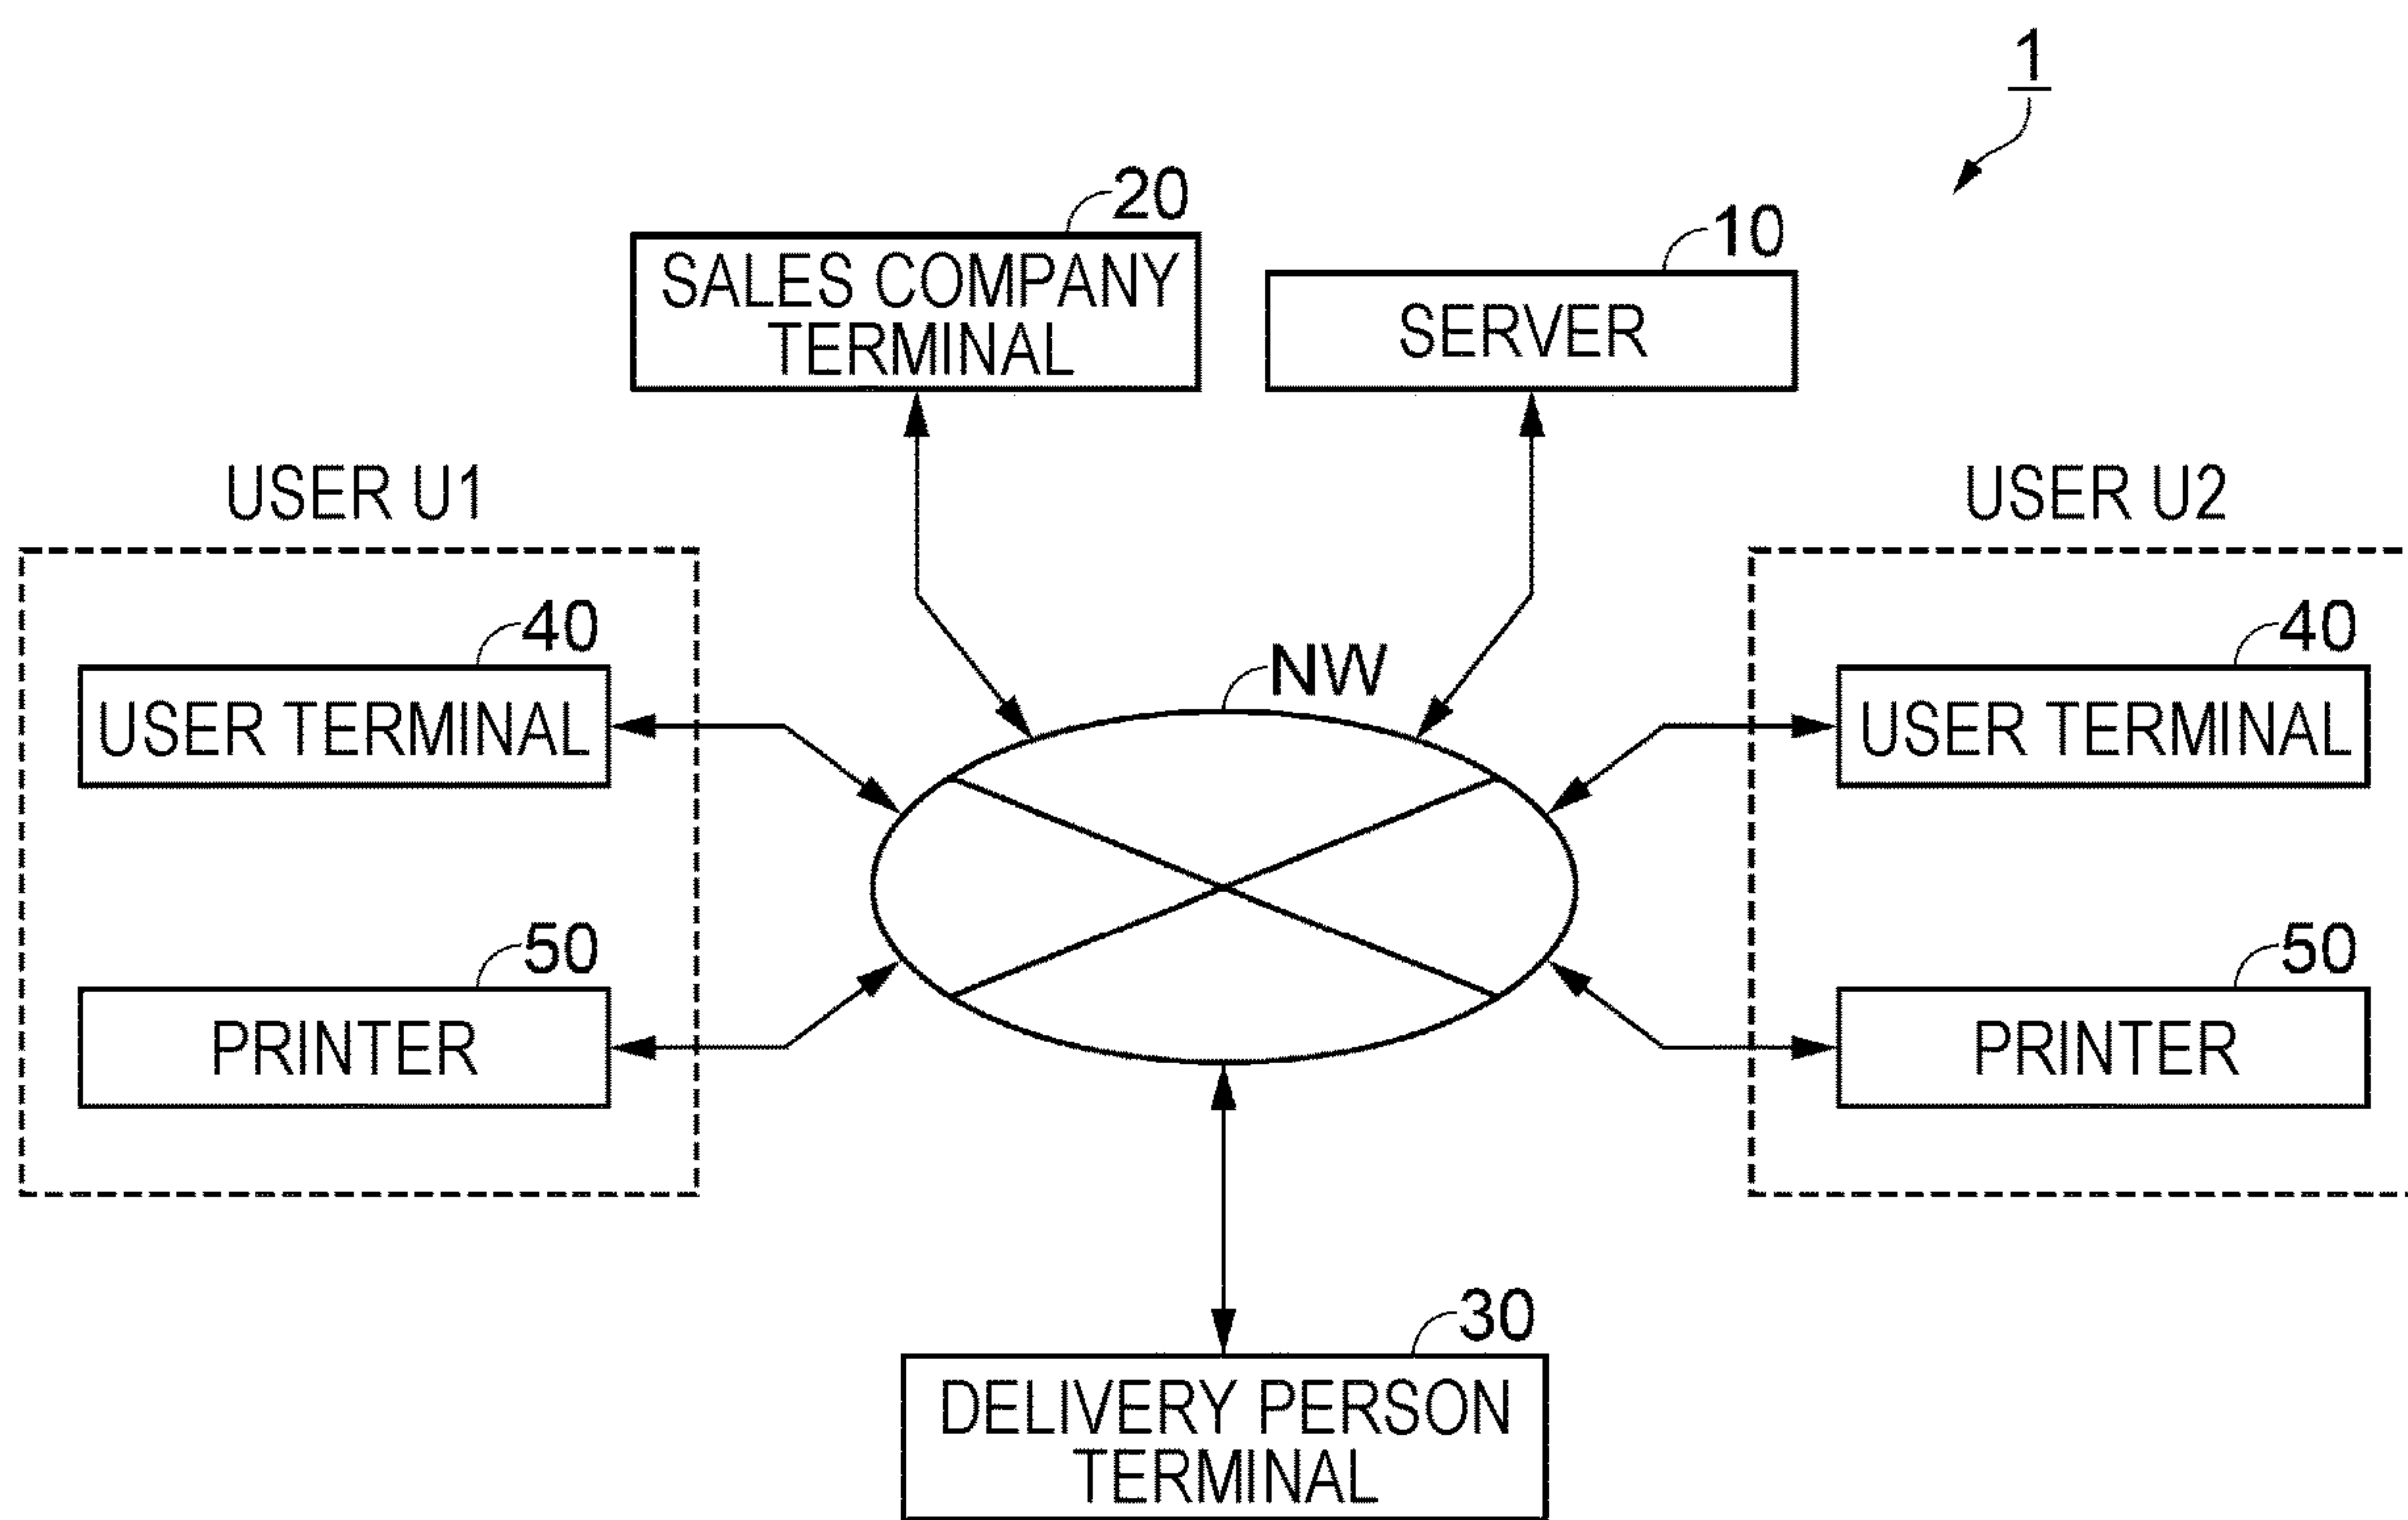 1
20
SALES COMPANY
TERMINAL
10
SERVER
USER U1
USER U2
40
USER TERMINAL
NW
40
USER TERMINAL
50
PRINTER
50
PRINTER
30
DELIVERY PERSON
TERMINAL